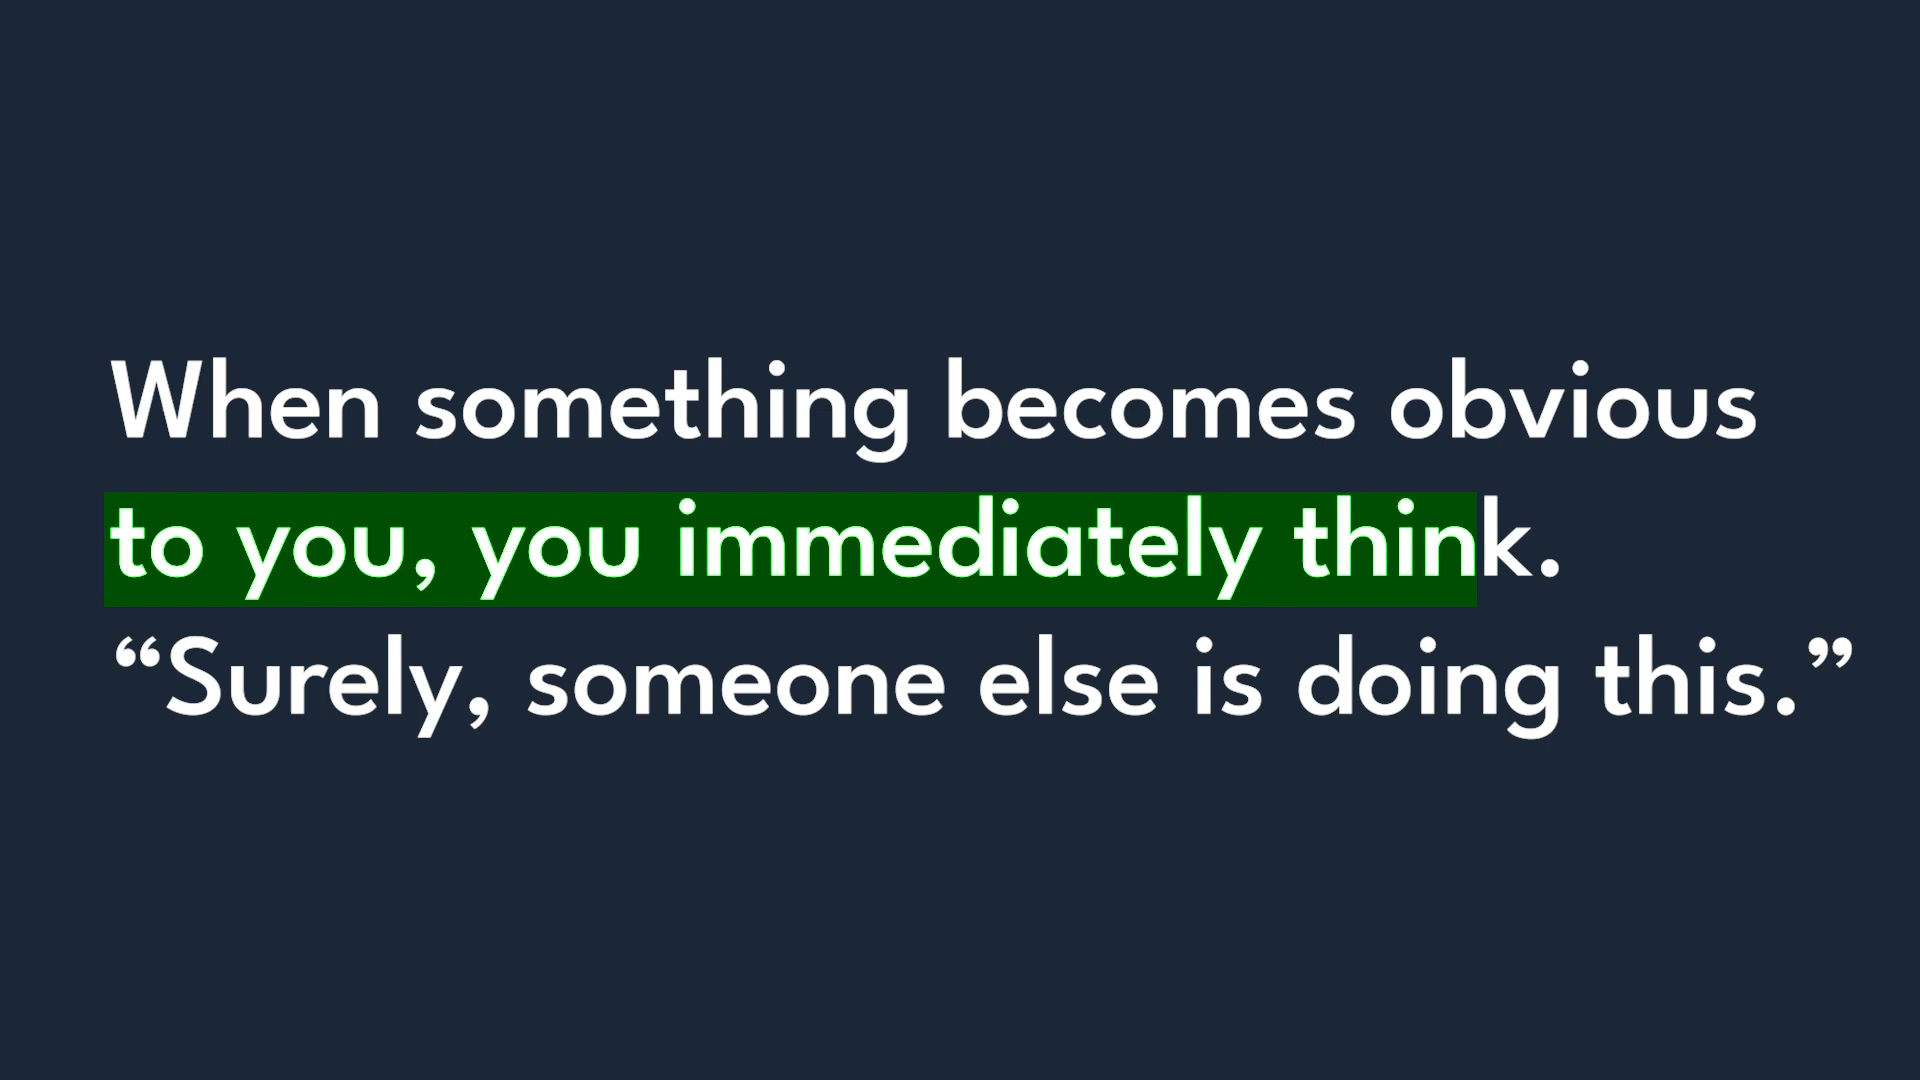 When something becomes obvious
to you, you immediately think.
“Surely, someone else is doing this.”